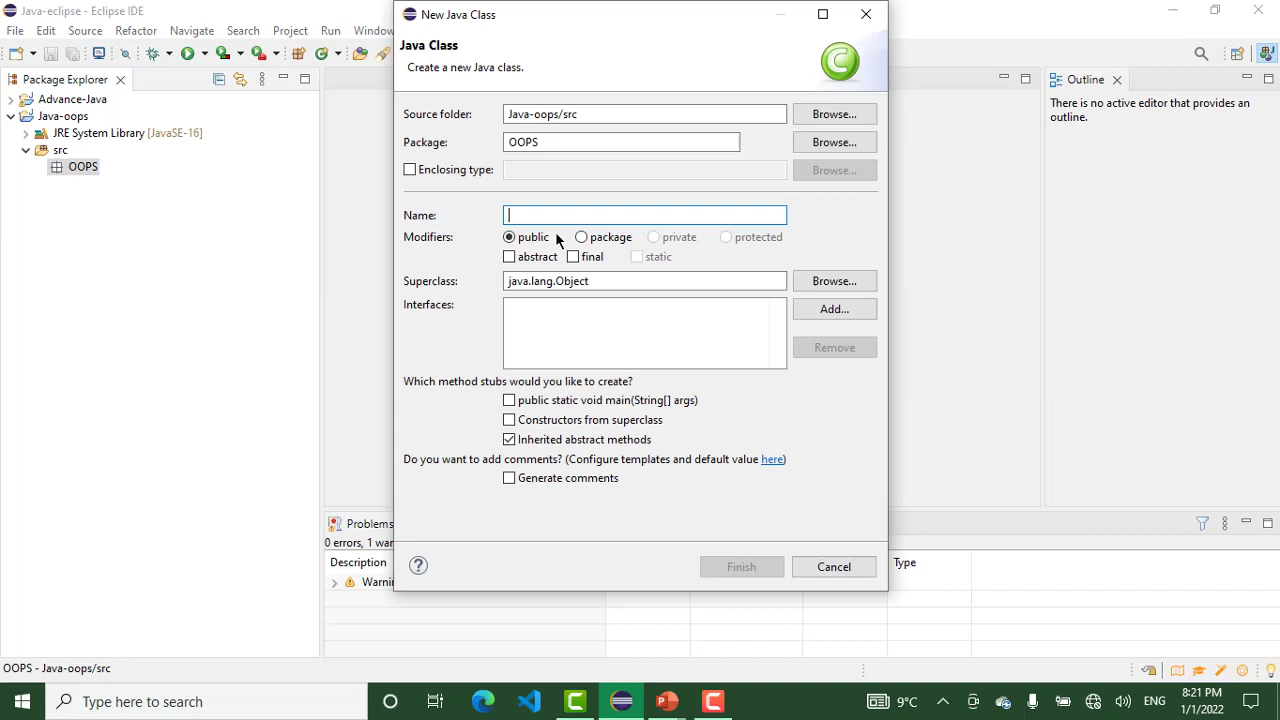 Java-eclipse - Eclipse IDE
File Edit Source Refactor Navigate Search Project Run Window
Package Explorer
Advance-Java
Java-oops
JRE System Library [JavaSE-16]
src
OOPS
New Java Class
Java Class
Create a new Java class.
Source folder: Java-oops/src Browse...
Package: OOPS Browse...
Enclosing type: Browse...
Name:
Modifiers: public package private protected
abstract final static
Superclass: java.lang.Object Browse...
Interfaces: Add...
Remove
Which method stubs would you like to create?
public static void main(String[] args)
Constructors from superclass
Inherited abstract methods
Do you want to add comments? (Configure templates and default value here)
Generate comments
Finish Cancel
Outline
There is no active editor that provides an
outline.
Problems
0 errors, 1 war
Description Type
Warni
OOPS - Java-oops/src
Type here to search
9°C ENG 8:21 PM
1/1/2022